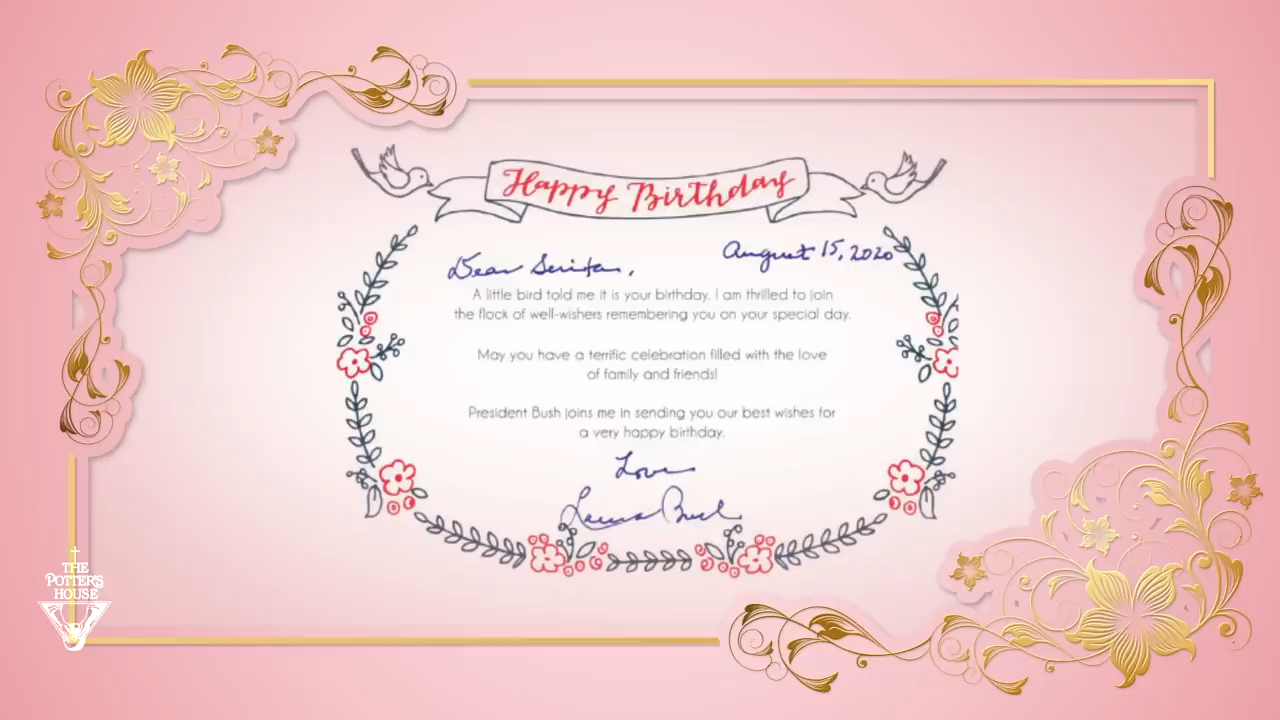 Happy Birthday
August 15, 2020
Dear Serita,
A little bird told me it is your birthday. I am thrilled to join
the flock of well-wishers remembering you on your special day.
May you have a terrific celebration filled with the love
of family and friends!
President Bush joins me in sending you our best wishes for
a very happy birthday.
Love
Laura Bush
THE
POTTER'S
HOUSE